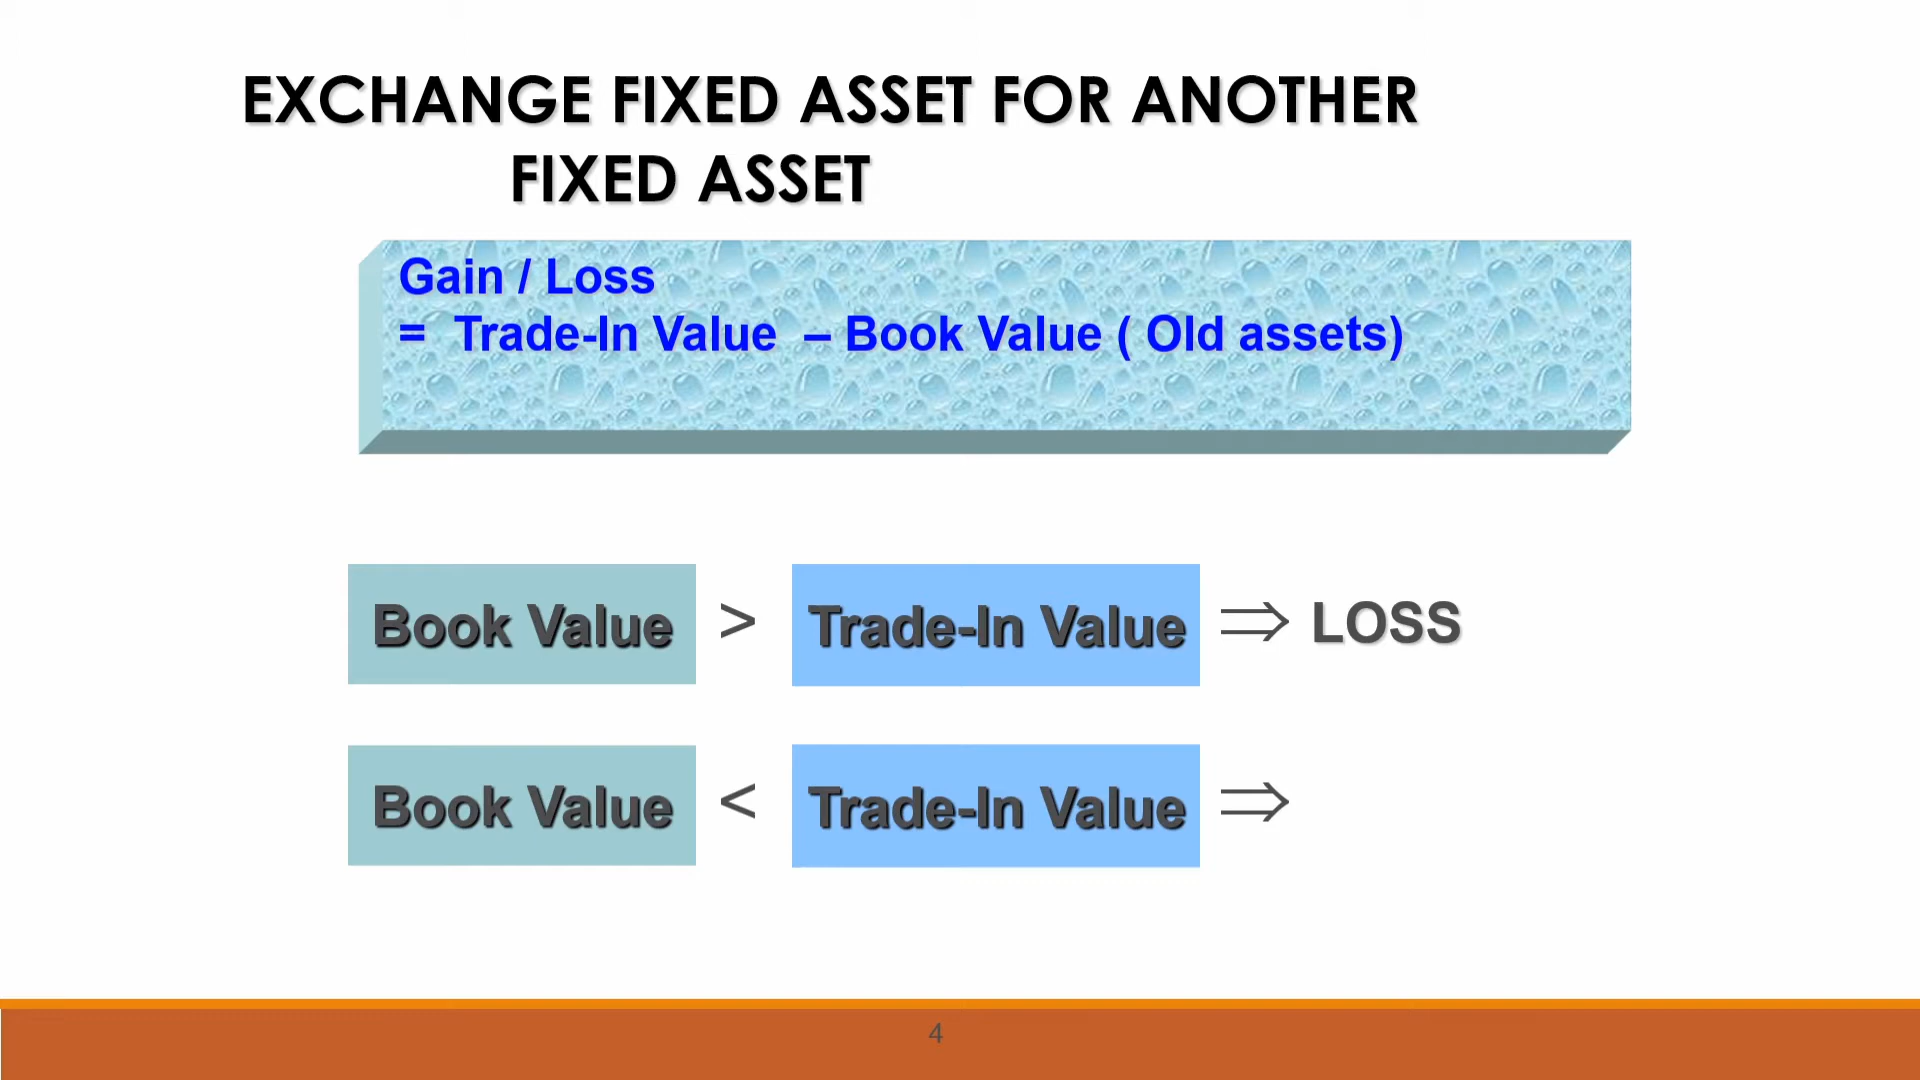 EXCHANGE FIXED ASSET FOR ANOTHER
FIXED ASSET
Gain / Loss
= Trade-In Value – Book Value ( Old assets)
Book Value > Trade-In Value ⇒ LOSS
Book Value < Trade-In Value ⇒
4